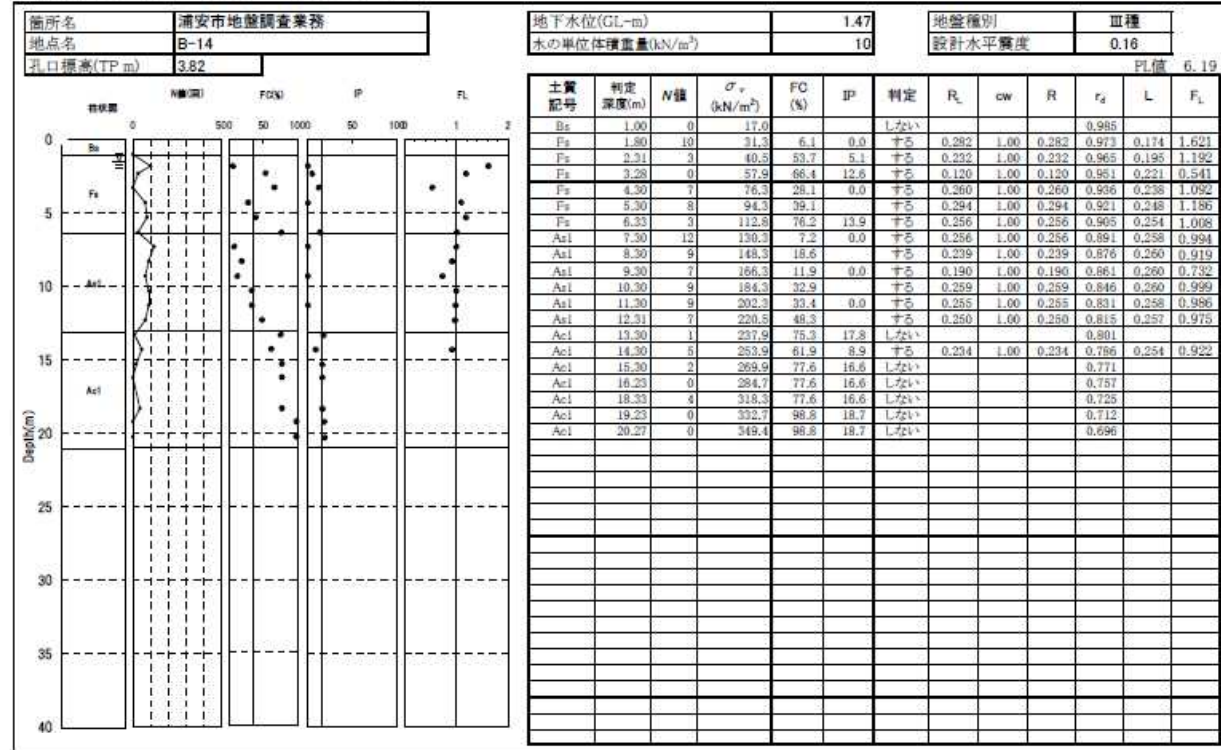 箇所名 浦安市地盤調査業務
地点名 B-14
孔口標高(TP m) 3.82
地下水位(GL-m) 1.47
水の単位体積重量(kN/m³) 10
地盤種別 Ⅲ種
設計水平震度 0.16
PL値 6.19
柱状図 N値(回) FC(%) IP FL
0 500 50 1000 50 100 0 1 2
0
5
10
15
20
25
30
35
40
Depth(m)
Bs
Fs
As1
Ac1
土質記号 判定深度(m) N値 σv (kN/m²) FC (%) IP 判定 RL cw R rd L FL
Bs 1.00 0 17.0 しない 0.985
Fs 1.80 10 31.3 6.1 0.0 する 0.282 1.00 0.282 0.973 0.174 1.621
Fs 2.31 3 40.5 53.7 5.1 する 0.232 1.00 0.232 0.965 0.195 1.192
Fs 3.28 0 57.9 66.4 12.6 する 0.120 1.00 0.120 0.951 0.221 0.541
Fs 4.30 7 76.3 28.1 0.0 する 0.260 1.00 0.260 0.936 0.238 1.092
Fs 5.30 8 94.3 39.1 する 0.294 1.00 0.294 0.921 0.248 1.186
Fs 6.33 3 112.8 76.2 13.9 する 0.256 1.00 0.256 0.905 0.254 1.008
As1 7.30 12 130.3 7.2 0.0 する 0.256 1.00 0.256 0.891 0.258 0.994
As1 8.30 9 148.3 18.6 する 0.239 1.00 0.239 0.876 0.260 0.919
As1 9.30 7 166.3 11.9 0.0 する 0.190 1.00 0.190 0.861 0.260 0.732
As1 10.30 9 184.3 32.9 する 0.259 1.00 0.259 0.846 0.260 0.999
As1 11.30 9 202.3 33.4 0.0 する 0.255 1.00 0.255 0.831 0.258 0.986
As1 12.31 7 220.5 48.3 する 0.250 1.00 0.250 0.815 0.257 0.975
Ac1 13.30 1 237.9 75.3 17.8 しない 0.801
Ac1 14.30 5 253.9 61.9 8.9 する 0.234 1.00 0.234 0.786 0.254 0.922
Ac1 15.30 2 269.9 77.6 16.6 しない 0.771
Ac1 16.23 0 284.7 77.6 16.6 しない 0.757
Ac1 18.33 4 318.3 77.6 16.6 しない 0.725
Ac1 19.23 0 332.7 98.8 18.7 しない 0.712
Ac1 20.27 0 349.4 98.8 18.7 しない 0.696